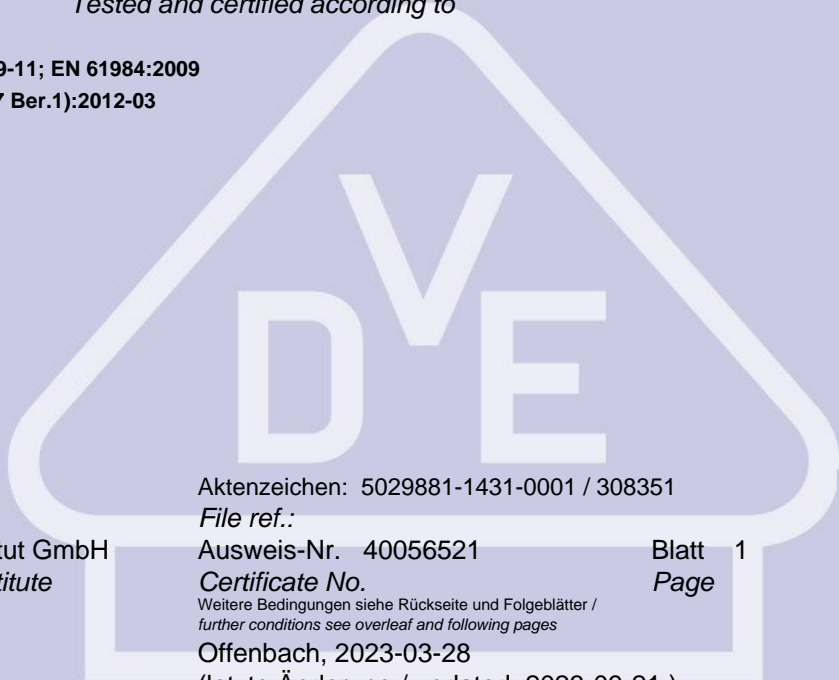 Tested and certified according to
9-11; EN 61984:2009
7 Ber.1):2012-03
VDE
Aktenzeichen: 5029881-1431-0001 / 308351
File ref.:
tut GmbH Ausweis-Nr. 40056521 Blatt 1
titute Certificate No. Page
Weitere Bedingungen siehe Rückseite und Folgeblätter /
further conditions see overleaf and following pages
Offenbach, 2023-03-28